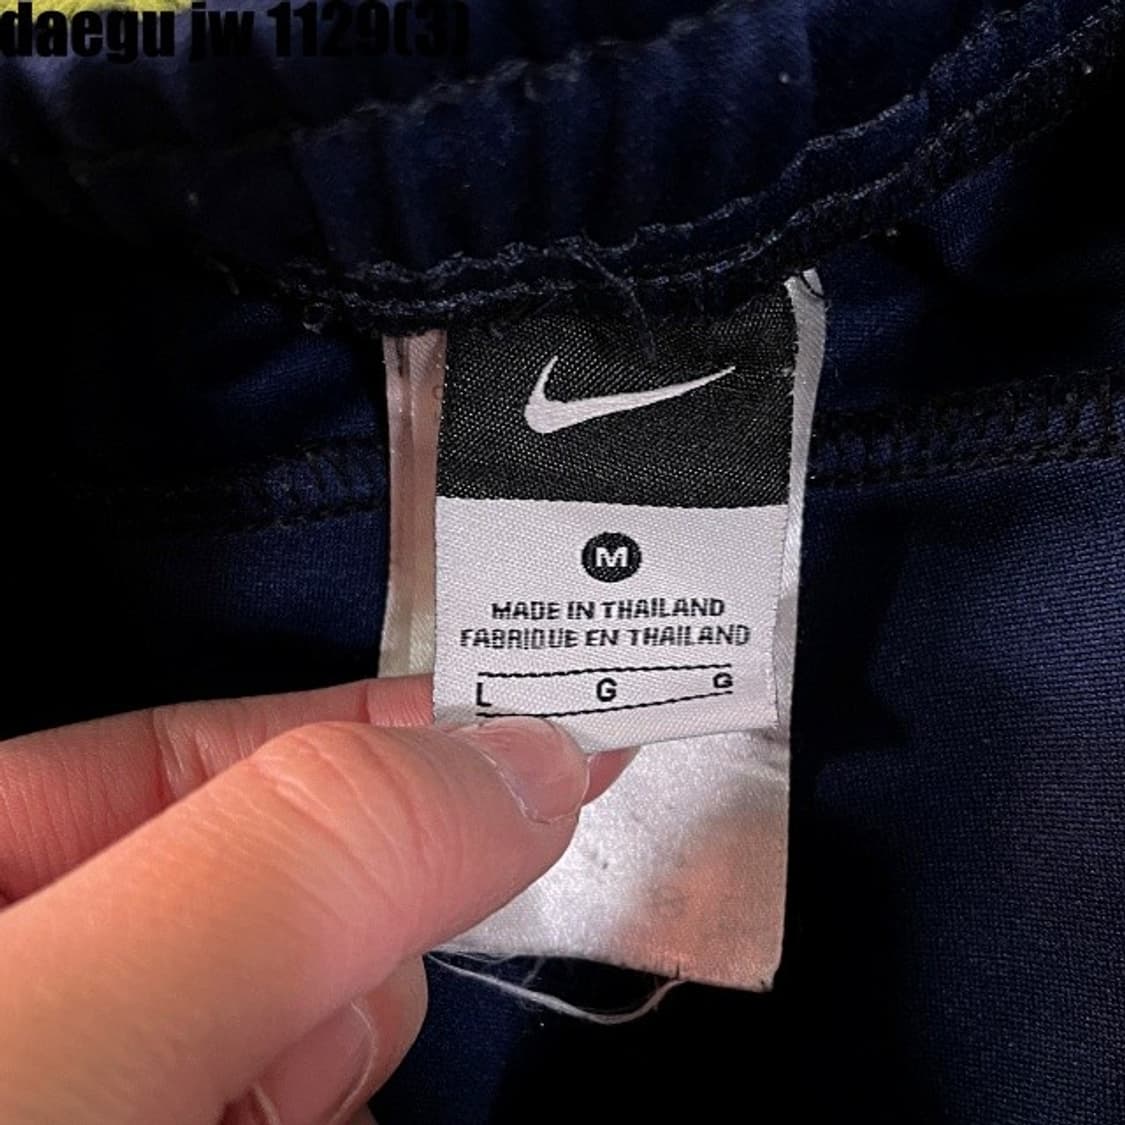 daegu jw 1129(3)
M
MADE IN THAILAND
FABRIQUE EN THAILAND
L G G